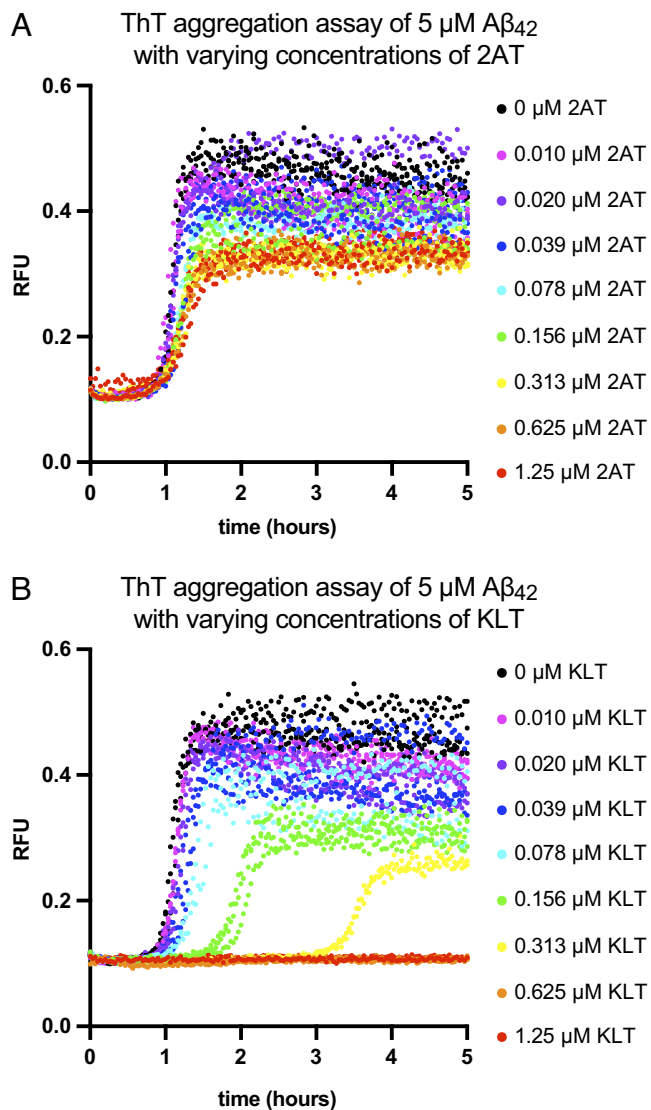 A
ThT aggregation assay of 5 µM Aβ42
with varying concentrations of 2AT
0.6
0.4
0.2
0.0
RFU
0 1 2 3 4 5
time (hours)
0 µM 2AT
0.010 µM 2AT
0.020 µM 2AT
0.039 µM 2AT
0.078 µM 2AT
0.156 µM 2AT
0.313 µM 2AT
0.625 µM 2AT
1.25 µM 2AT
B
ThT aggregation assay of 5 µM Aβ42
with varying concentrations of KLT
0.6
0.4
0.2
0.0
RFU
0 1 2 3 4 5
time (hours)
0 µM KLT
0.010 µM KLT
0.020 µM KLT
0.039 µM KLT
0.078 µM KLT
0.156 µM KLT
0.313 µM KLT
0.625 µM KLT
1.25 µM KLT